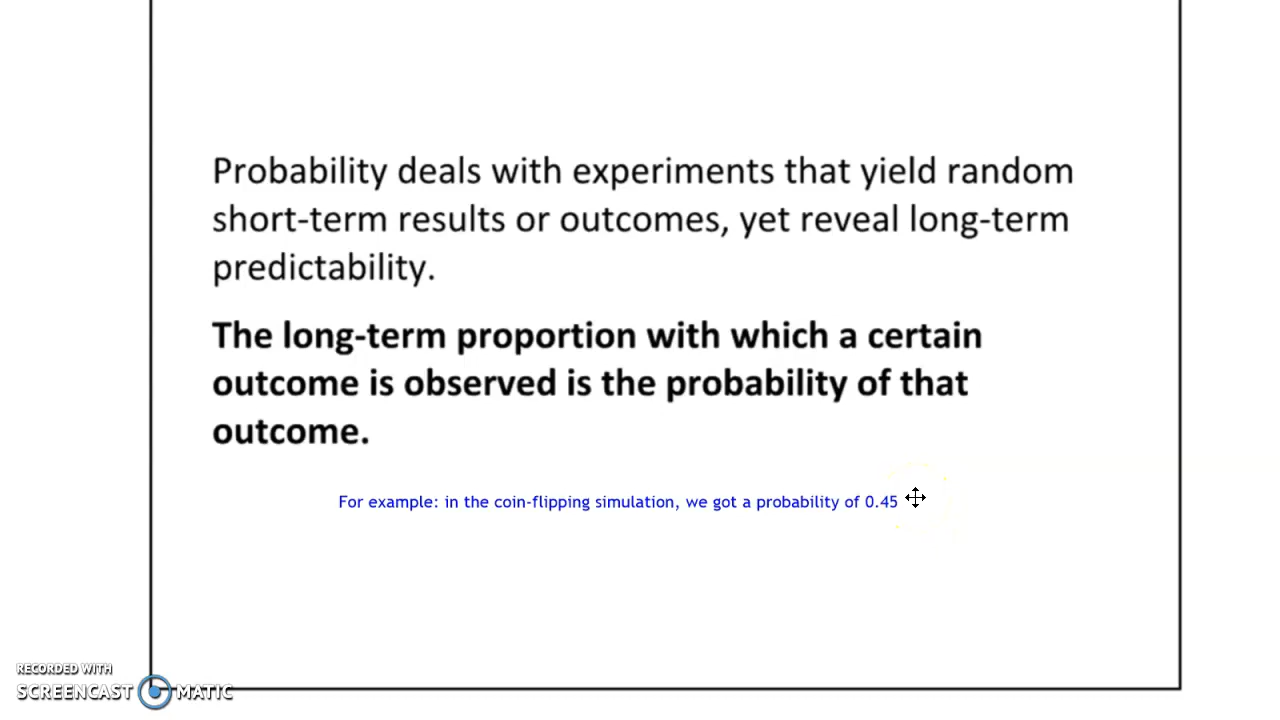 Probability deals with experiments that yield random
short-term results or outcomes, yet reveal long-term
predictability.
The long-term proportion with which a certain
outcome is observed is the probability of that
outcome.
For example: in the coin-flipping simulation, we got a probability of 0.45
RECORDED WITH
SCREENCAST MATIC